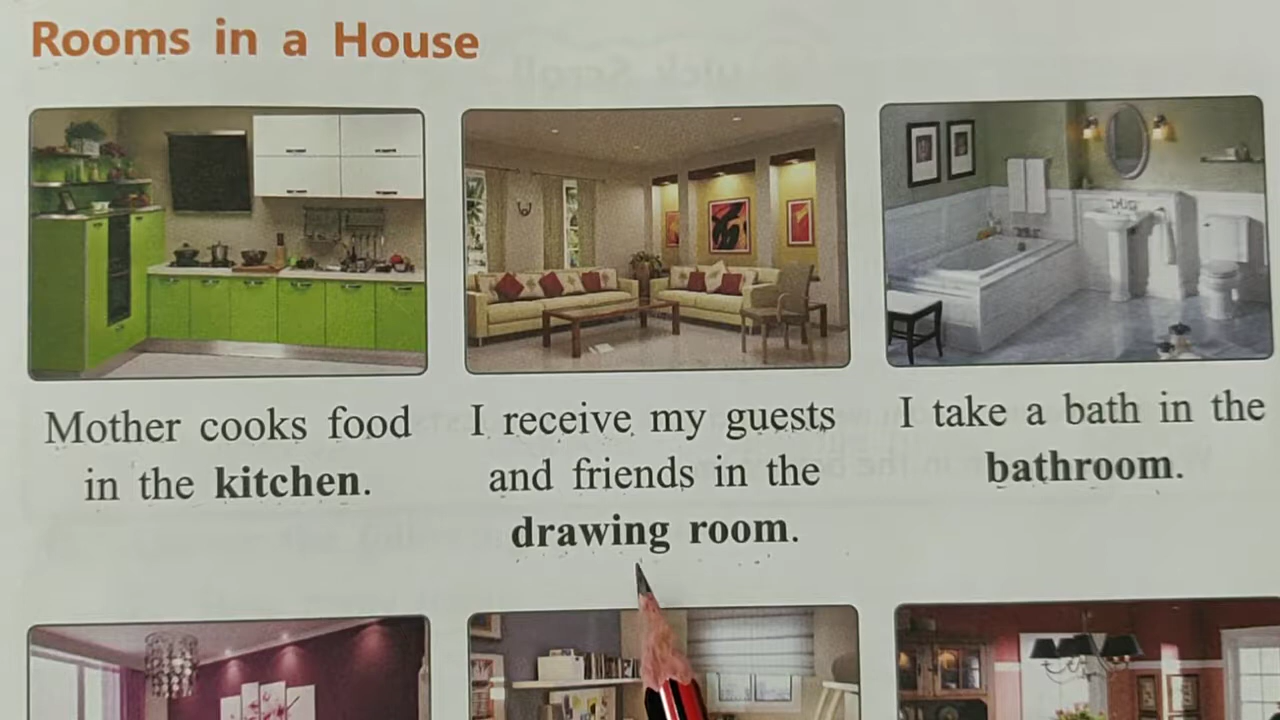 Rooms in a House
Mother cooks food
in the kitchen.
I receive my guests
and friends in the
drawing room.
I take a bath in the
bathroom.